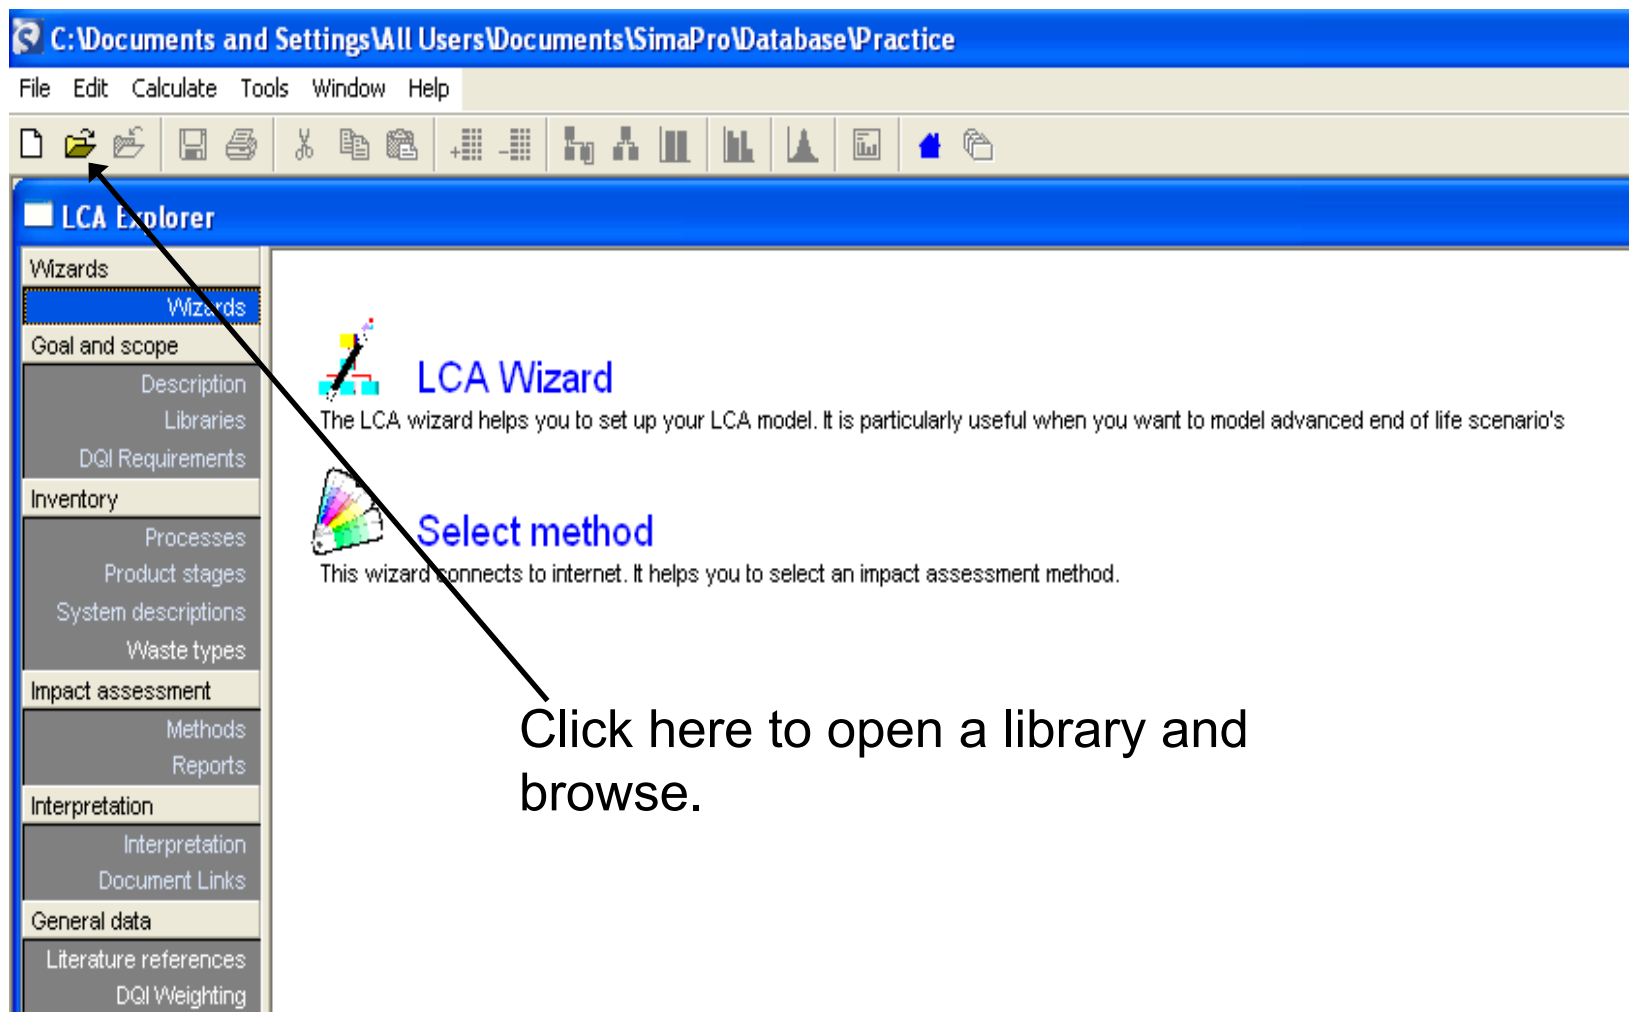 C:\Documents and Settings\All Users\Documents\SimaPro\Database\Practice
File Edit Calculate Tools Window Help
LCA Explorer
Wizards
Wizards
Goal and scope
Description
Libraries
DQI Requirements
Inventory
Processes
Product stages
System descriptions
Waste types
Impact assessment
Methods
Reports
Interpretation
Interpretation
Document Links
General data
Literature references
DQI Weighting
LCA Wizard
The LCA wizard helps you to set up your LCA model. It is particularly useful when you want to model advanced end of life scenario's
Select method
This wizard connects to internet. It helps you to select an impact assessment method.
Click here to open a library and
browse.